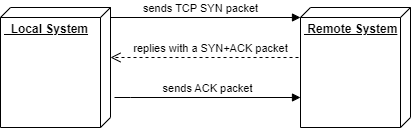 sends TCP SYN packet
Local System
Remote System
replies with a SYN+ACK packet
sends ACK packet